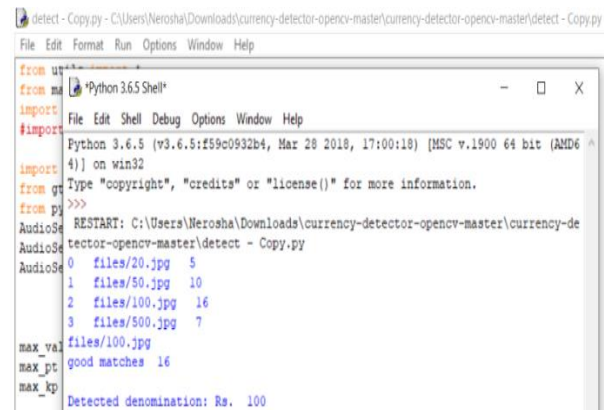 detect - Copy.py - C:\Users\Nerosha\Downloads\currency-detector-opencv-master\currency-detector-opencv-master\detect - Copy.py
File Edit Format Run Options Window Help
from
from
import
#import
import
from
from
AudioSe
AudioSe
AudioSe
max_val
max_pt
max_kp
*Python 3.6.5 Shell*
File Edit Shell Debug Options Window Help
Python 3.6.5 (v3.6.5:f59c0932b4, Mar 28 2018, 17:00:18) [MSC v.1900 64 bit (AMD6
4)] on win32
Type "copyright", "credits" or "license()" for more information.
>>>
RESTART: C:\Users\Nerosha\Downloads\currency-detector-opencv-master\currency-de
tector-opencv-master\detect - Copy.py
0 files/20.jpg 5
1 files/50.jpg 10
2 files/100.jpg 16
3 files/500.jpg 7
files/100.jpg
good matches 16
Detected denomination: Rs. 100